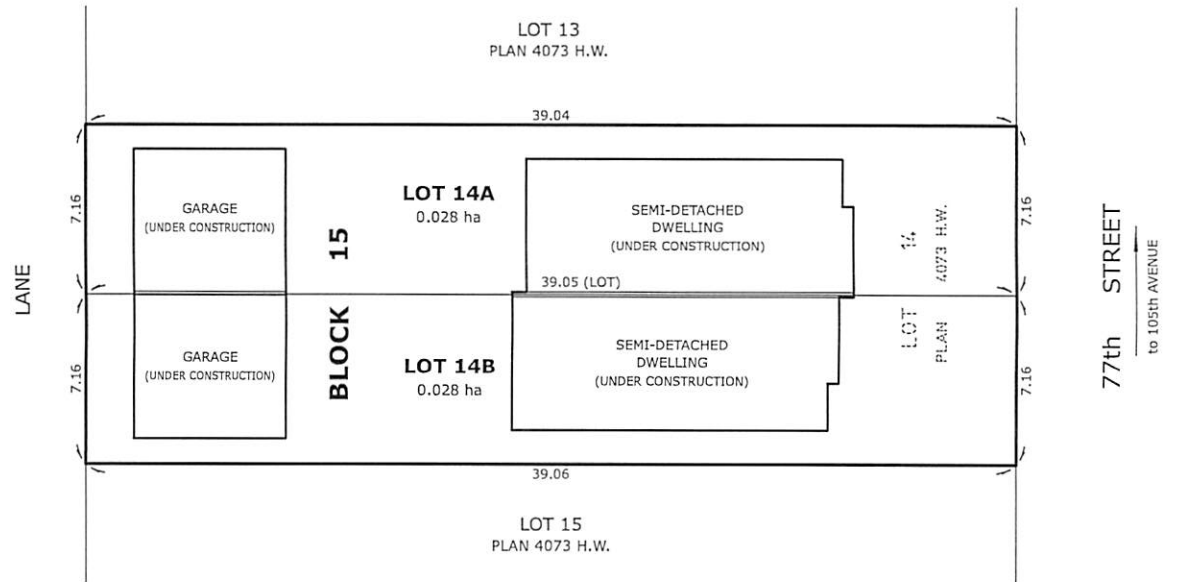 LOT 13
PLAN 4073 H.W.
39.04
7.16
7.16
GARAGE
(UNDER CONSTRUCTION)
LOT 14A
0.028 ha
SEMI-DETACHED
DWELLING
(UNDER CONSTRUCTION)
39.05 (LOT)
LANE
BLOCK 15
LOT 14
PLAN 4073 H.W.
77th STREET
to 105th AVENUE
7.16
7.16
GARAGE
(UNDER CONSTRUCTION)
LOT 14B
0.028 ha
SEMI-DETACHED
DWELLING
(UNDER CONSTRUCTION)
39.06
LOT 15
PLAN 4073 H.W.